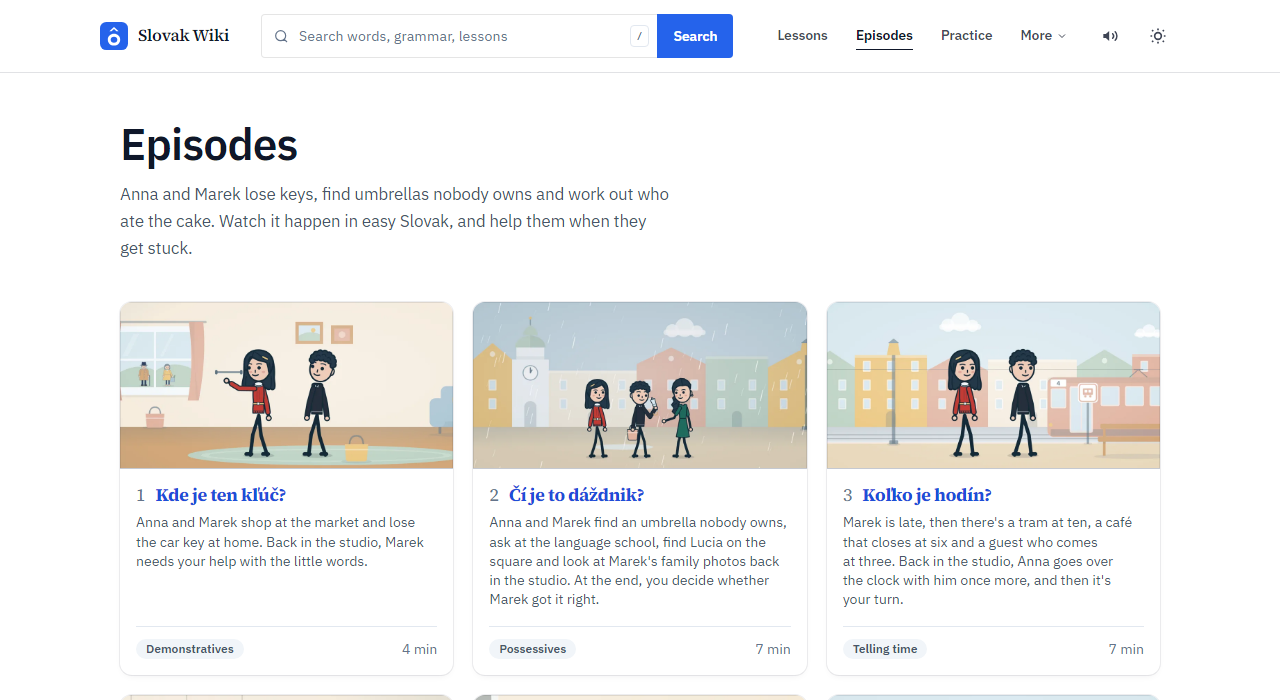 ô Slovak Wiki
Search words, grammar, lessons
/
Search
Lessons
Episodes
Practice
More
Episodes
Anna and Marek lose keys, find umbrellas nobody owns and work out who
ate the cake. Watch it happen in easy Slovak, and help them when they
get stuck.
1 Kde je ten kľúč?
Anna and Marek shop at the market and lose
the car key at home. Back in the studio, Marek
needs your help with the little words.
Demonstratives
4 min
2 Čí je to dáždnik?
Anna and Marek find an umbrella nobody owns,
ask at the language school, find Lucia on the
square and look at Marek's family photos back
in the studio. At the end, you decide whether
Marek got it right.
Possessives
7 min
4
3 Koľko je hodín?
Marek is late, then there's a tram at ten, a café
that closes at six and a guest who comes
at three. Back in the studio, Anna goes over
the clock with him once more, and then it's
your turn.
Telling time
7 min